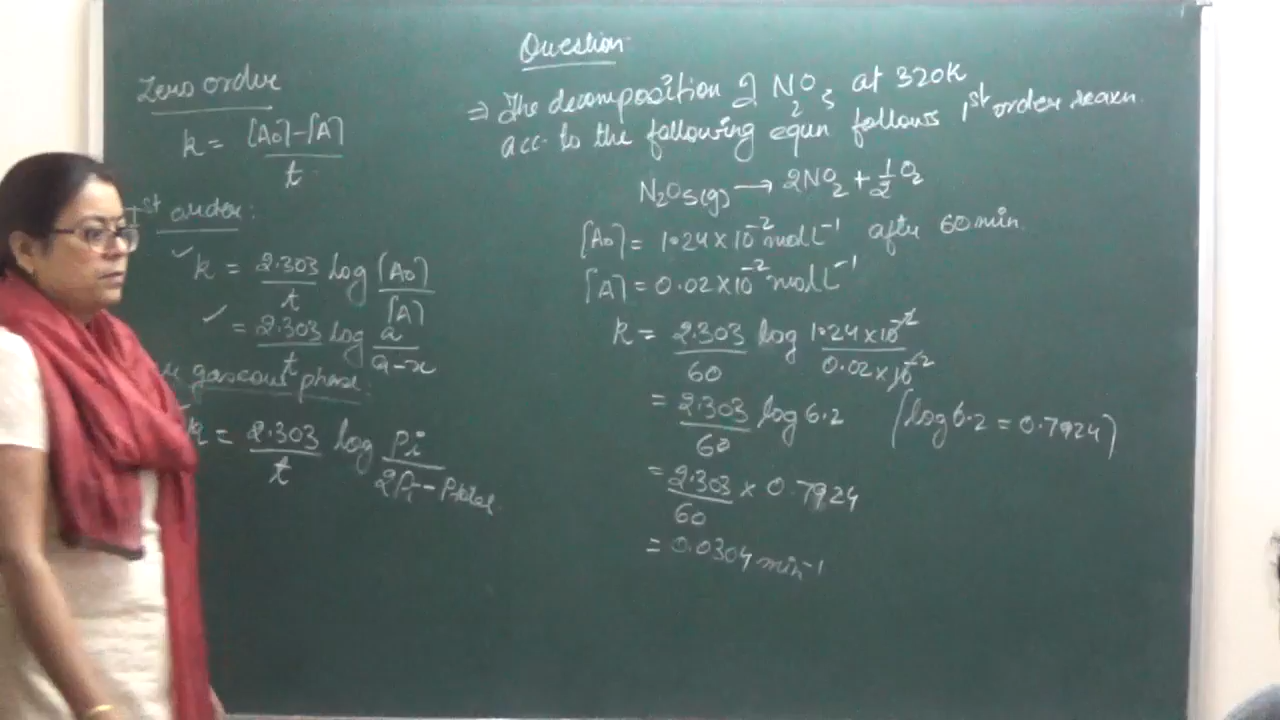 Zero order
k = [A₀]-[A] / t
1st order:
k = 2.303/t log [A₀]/[A]
= 2.303/t log a/a-x
gaseous phase:
k = 2.303/t log Pi/2Pi-Ptotal
Question
⇒ The decomposition of N₂O₅ at 320K
acc. to the following equn follows 1st order reaxn.
N₂O₅(g) → 2NO₂ + 1/2 O₂
[A₀] = 1.24×10⁻² mol L⁻¹ after 60 min
[A] = 0.02×10⁻² mol L⁻¹
k = 2.303/60 log 1.24×10⁻²/0.02×10⁻²
= 2.303/60 log 6.2 (log 6.2 = 0.7924)
= 2.303/60 × 0.7924
= 0.0304 min⁻¹